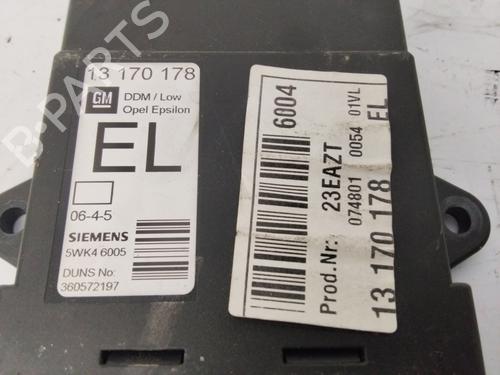 13 170 178
GM
DDM / Low
Opel Epsilon
EL
06-4-5
SIEMENS
5WK4 6005
DUNS No:
360572197
6004
Prod.Nr: 23EAZT
074801 0054 01VL
13 170 178 EL
B-PARTS